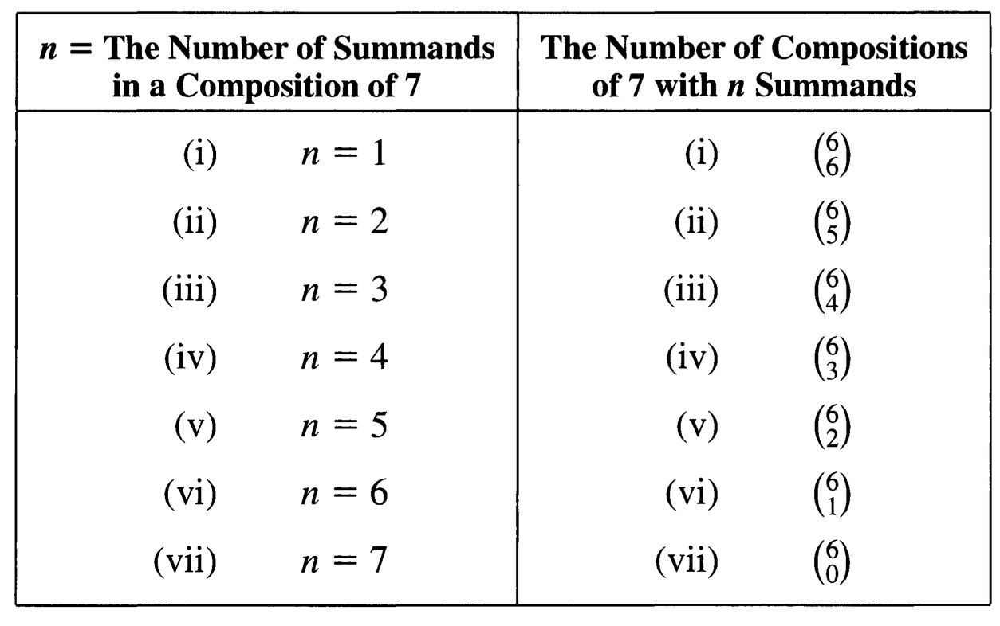 n = The Number of Summands in a Composition of 7 | The Number of Compositions of 7 with n Summands
(i) n = 1 | (i) (6 6)
(ii) n = 2 | (ii) (6 5)
(iii) n = 3 | (iii) (6 4)
(iv) n = 4 | (iv) (6 3)
(v) n = 5 | (v) (6 2)
(vi) n = 6 | (vi) (6 1)
(vii) n = 7 | (vii) (6 0)